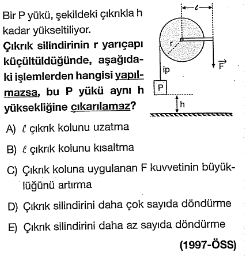 Bir P yükü, şekildeki çıkrıkla h
kadar yükseltiliyor.
Çıkrık silindirinin r yarıçapı
küçültüldüğünde, aşağıda-
ki işlemlerden hangisi yapıl-
mazsa, bu P yükü aynı h
yüksekliğine çıkarılamaz?
ℓ
r
F
ip
P
h
A) ℓ çıkrık kolunu uzatma
B) ℓ çıkrık kolunu kısaltma
C) Çıkrık koluna uygulanan F kuvvetinin büyük-
lüğünü artırma
D) Çıkrık silindirini daha çok sayıda döndürme
E) Çıkrık silindirini daha az sayıda döndürme
(1997-ÖSS)